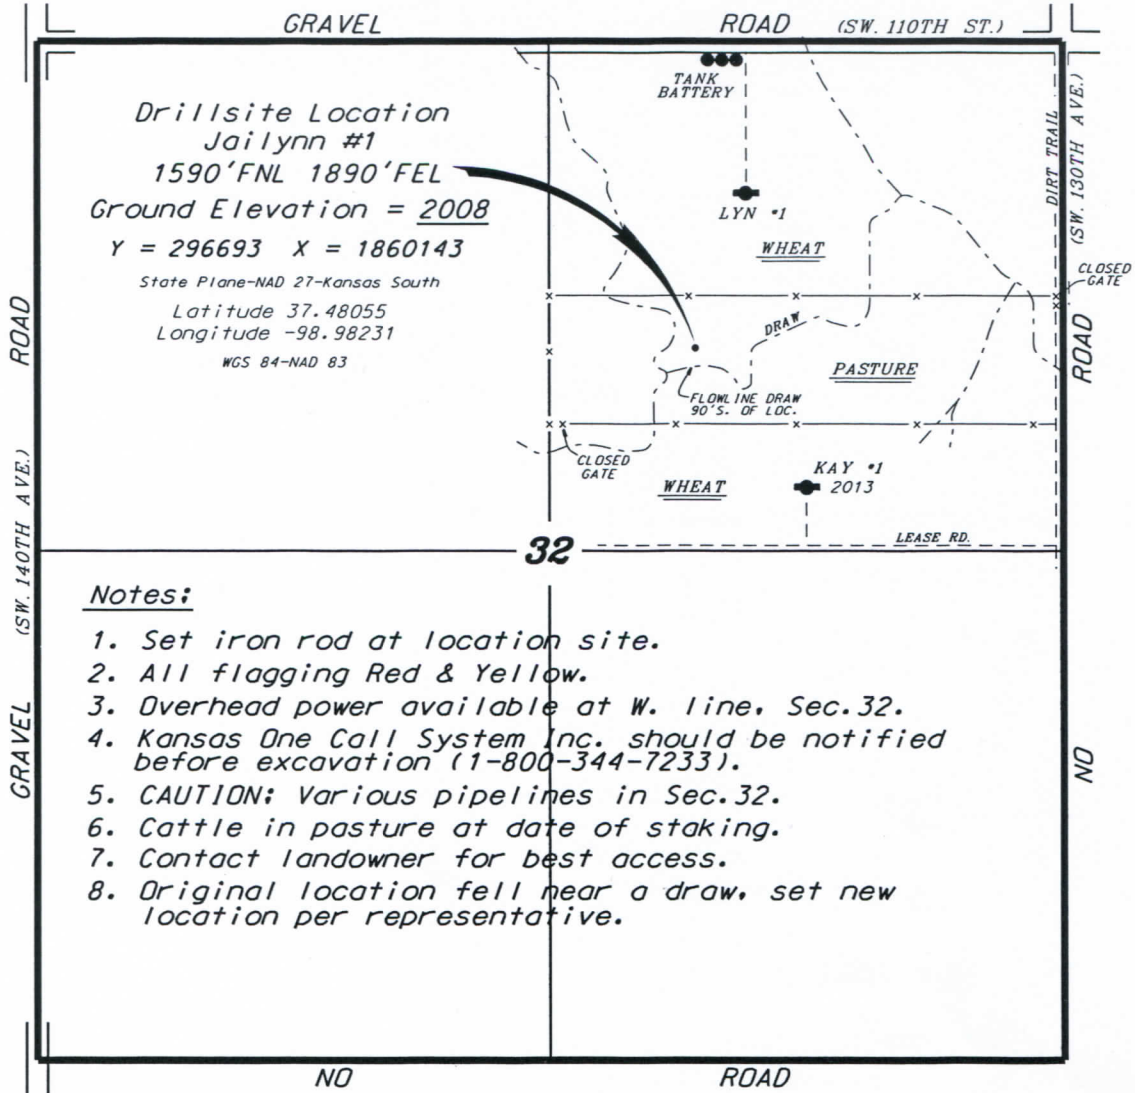 GRAVEL ROAD (SW. 110TH ST.)
TANK
BATTERY
Drillsite Location
Jailynn #1
1590'FNL 1890'FEL
Ground Elevation = 2008
Y = 296693 X = 1860143
State Plane-NAD 27-Kansas South
Latitude 37.48055
Longitude -98.98231
WGS 84-NAD 83
LYN #1
WHEAT
DIRT TRAIL
(SW. 130TH AVE.)
CLOSED
GATE
DRAW
PASTURE
ROAD
FLOWLINE DRAW
90'S. OF LOC.
CLOSED
GATE
WHEAT
KAY #1
2013
LEASE RD.
32
GRAVEL (SW. 140TH AVE.) ROAD
Notes:
1. Set iron rod at location site.
2. All flagging Red & Yellow.
3. Overhead power available at W. line, Sec.32.
4. Kansas One Call System Inc. should be notified
before excavation (1-800-344-7233).
5. CAUTION: Various pipelines in Sec.32.
6. Cattle in pasture at date of staking.
7. Contact landowner for best access.
8. Original location fell near a draw, set new
location per representative.
NO
NO ROAD